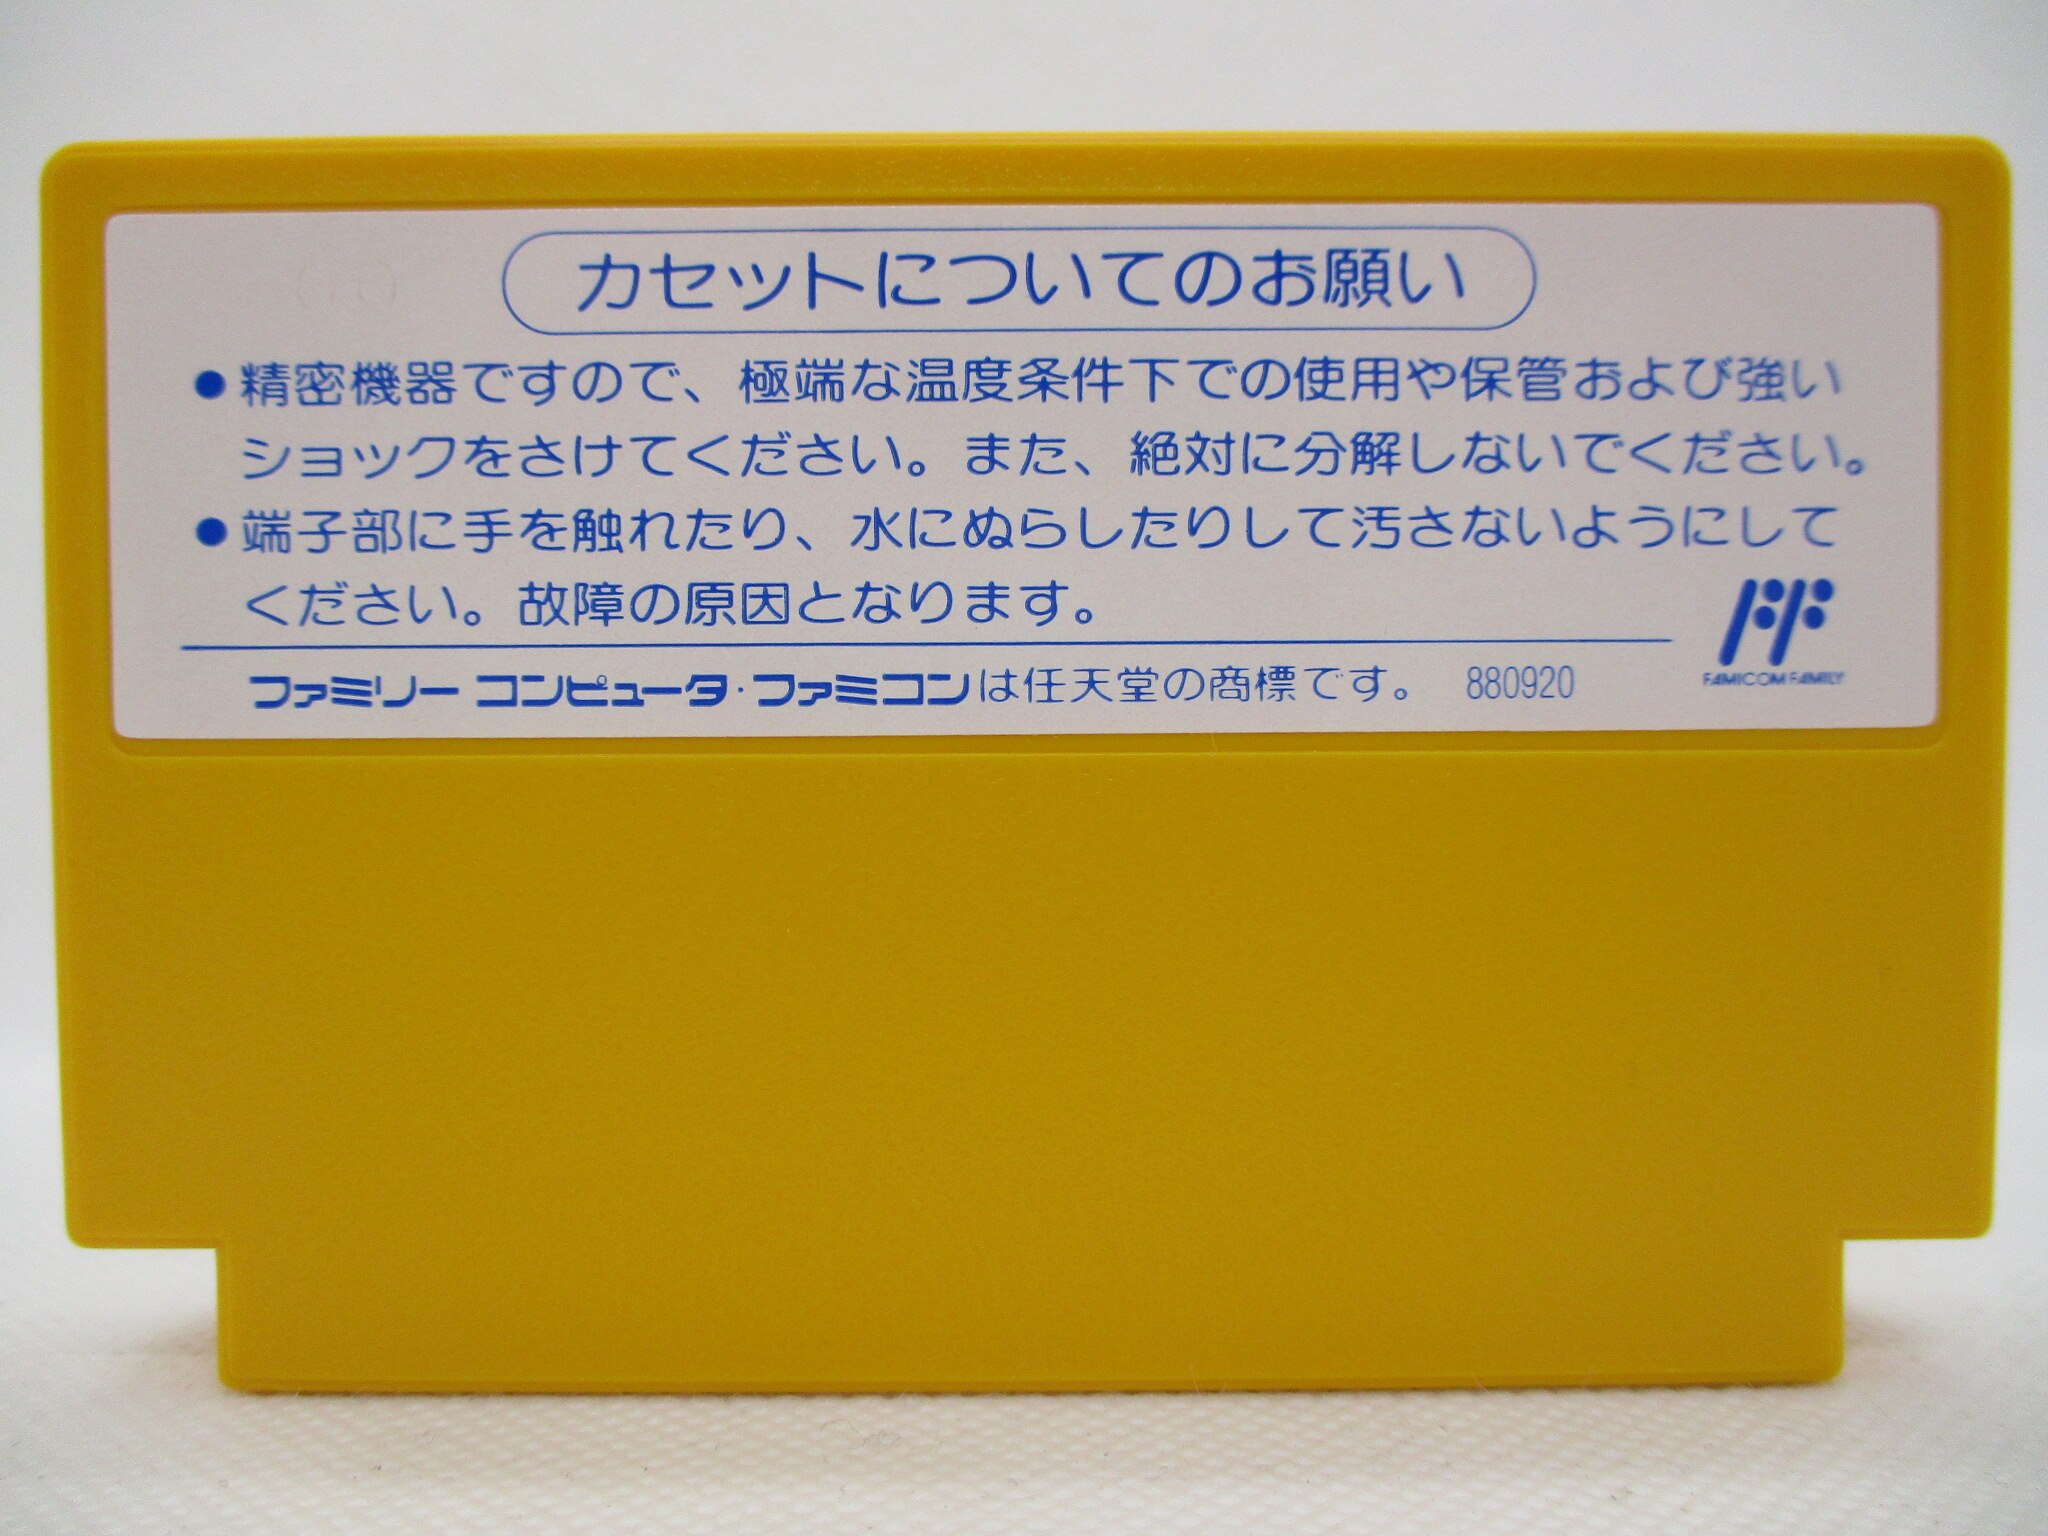 カセットについてのお願い
●精密機器ですので、極端な温度条件下での使用や保管および強い
ショックをさけてください。また、絶対に分解しないでください。
●端子部に手を触れたり、水にぬらしたりして汚さないようにして
ください。故障の原因となります。
ファミリー コンピュータ・ファミコンは任天堂の商標です。 880920
FAMICOM FAMILY